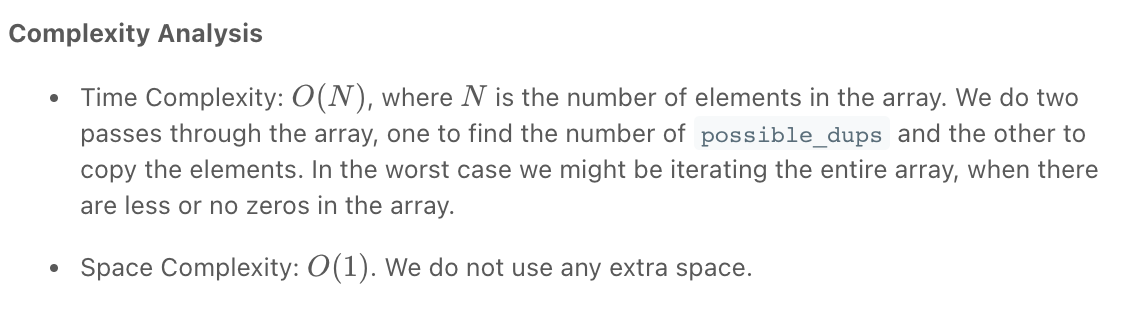 Complexity Analysis
• Time Complexity: O(N), where N is the number of elements in the array. We do two
passes through the array, one to find the number of possible_dups and the other to
copy the elements. In the worst case we might be iterating the entire array, when there
are less or no zeros in the array.
• Space Complexity: O(1). We do not use any extra space.